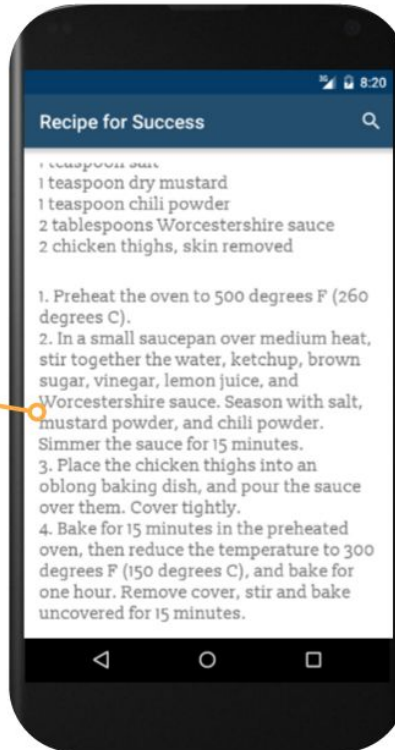 3G 8:20
Recipe for Success
1 teaspoon salt
1 teaspoon dry mustard
1 teaspoon chili powder
2 tablespoons Worcestershire sauce
2 chicken thighs, skin removed
1. Preheat the oven to 500 degrees F (260
degrees C).
2. In a small saucepan over medium heat,
stir together the water, ketchup, brown
sugar, vinegar, lemon juice, and
Worcestershire sauce. Season with salt,
mustard powder, and chili powder.
Simmer the sauce for 15 minutes.
3. Place the chicken thighs into an
oblong baking dish, and pour the sauce
over them. Cover tightly.
4. Bake for 15 minutes in the preheated
oven, then reduce the temperature to 300
degrees F (150 degrees C), and bake for
one hour. Remove cover, stir and bake
uncovered for 15 minutes.